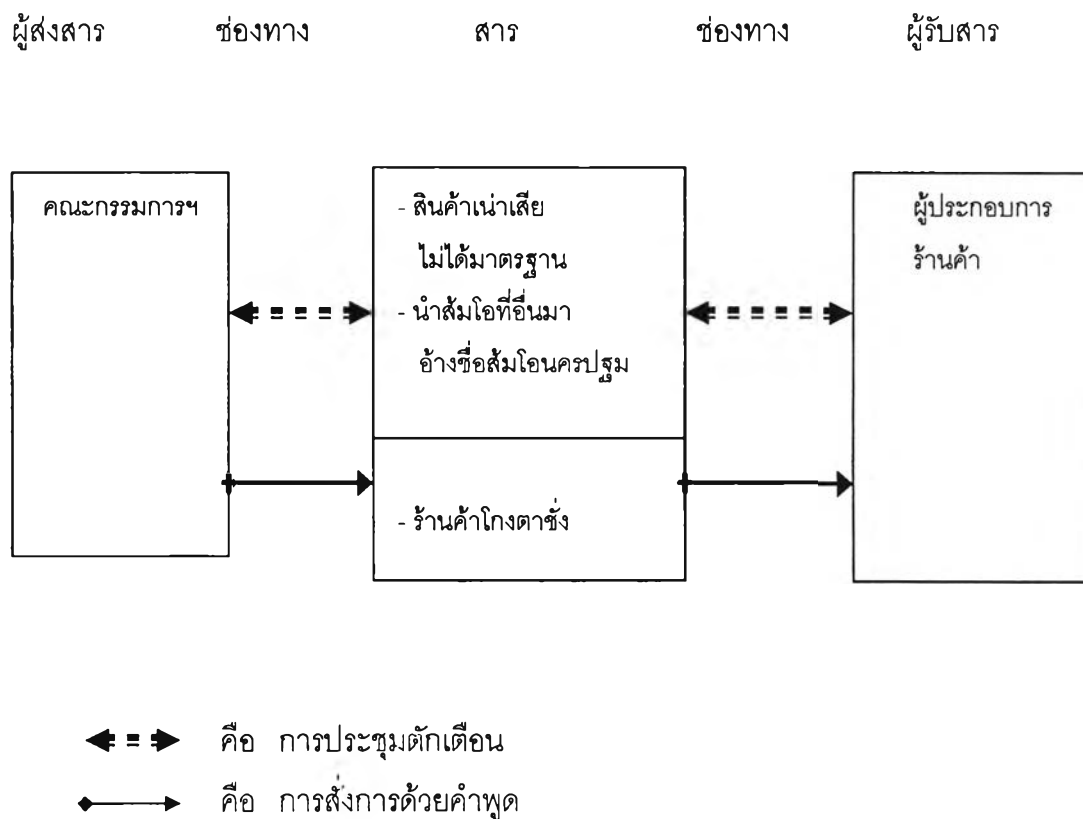 ผู้ส่งสาร ช่องทาง สาร ช่องทาง ผู้รับสาร
คณะกรรมการฯ
- สินค้าเน่าเสีย
ไม่ได้มาตรฐาน
- นำส้มโอที่อื่นมา
อ้างชื่อส้มโอนครปฐม
- ร้านค้าโกงตาชั่ง
ผู้ประกอบการ
ร้านค้า
คือ การประชุมตักเตือน
คือ การสั่งการด้วยคำพูด